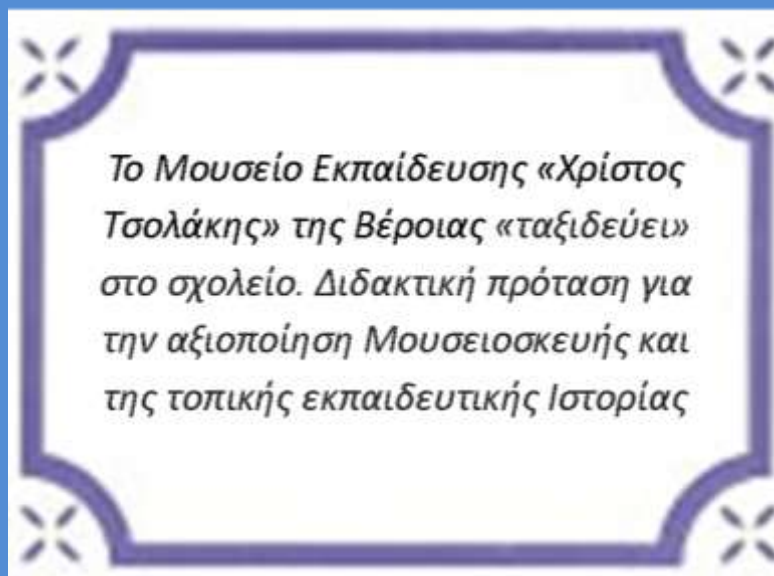 Το Μουσείο Εκπαίδευσης «Χρίστος
Τσολάκης» της Βέροιας «ταξιδεύει»
στο σχολείο. Διδακτική πρόταση για
την αξιοποίηση Μουσειοσκευής και
της τοπικής εκπαιδευτικής Ιστορίας